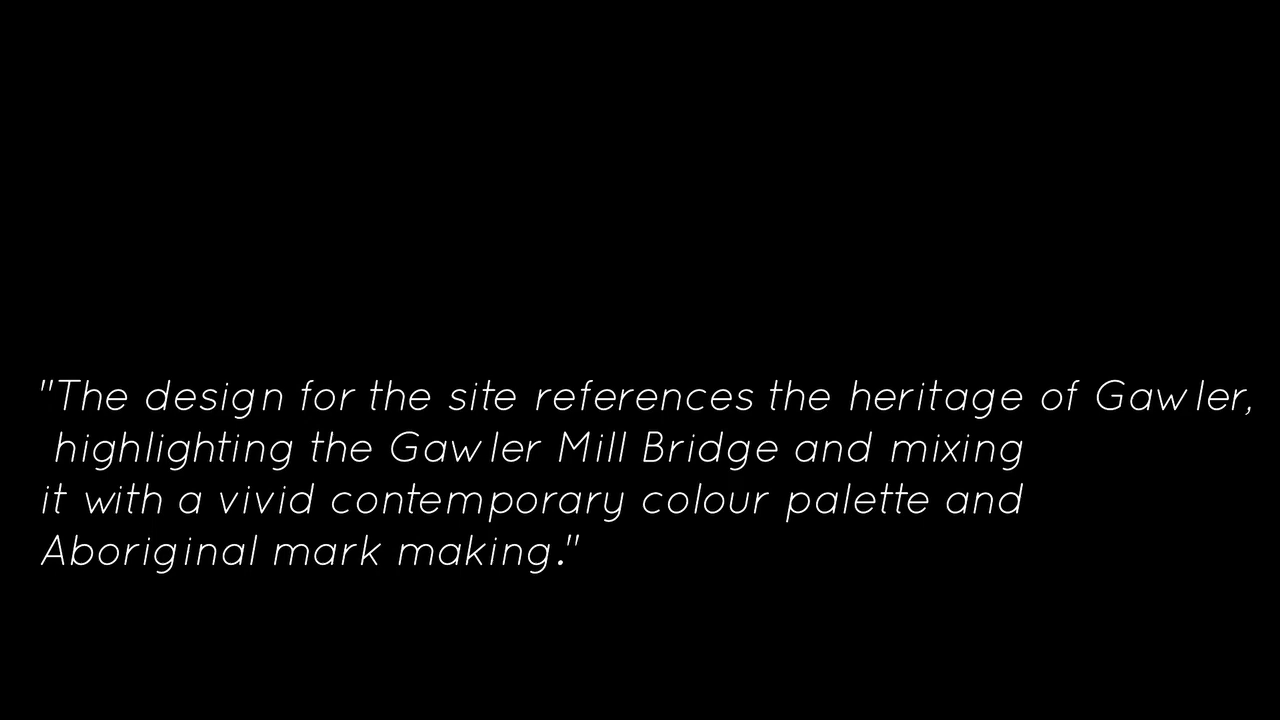 "The design for the site references the heritage of Gawler,
highlighting the Gawler Mill Bridge and mixing
it with a vivid contemporary colour palette and
Aboriginal mark making."